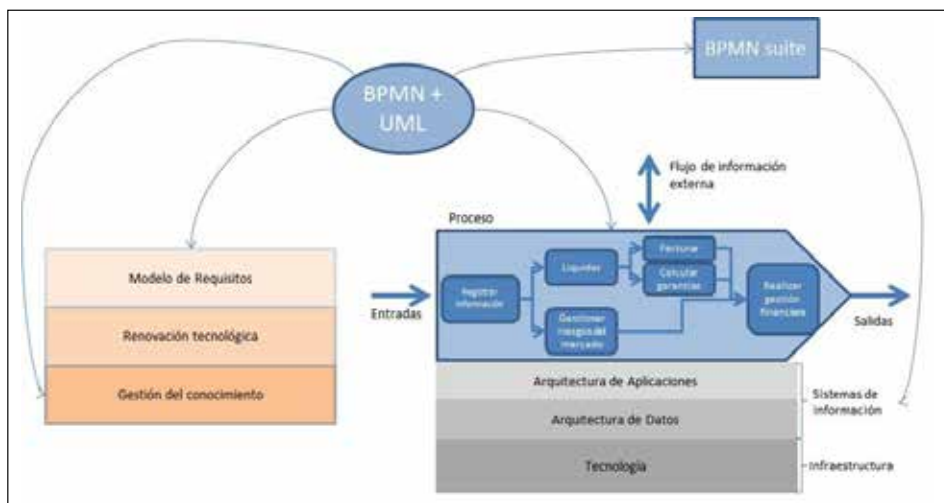 BPMN suite
BPMN +
UML
Flujo de información
externa
Proceso
Modelo de Requisitos
Renovación tecnológica
Gestión del conocimiento
Entradas
Registrar
información
Liquidar
Gestionar
riesgos del
mercado
Facturar
Calcular
garantías
Realizar
gestión
financiera
Salidas
Arquitectura de Aplicaciones
Arquitectura de Datos
Tecnología
Sistemas de
información
Infraestructura